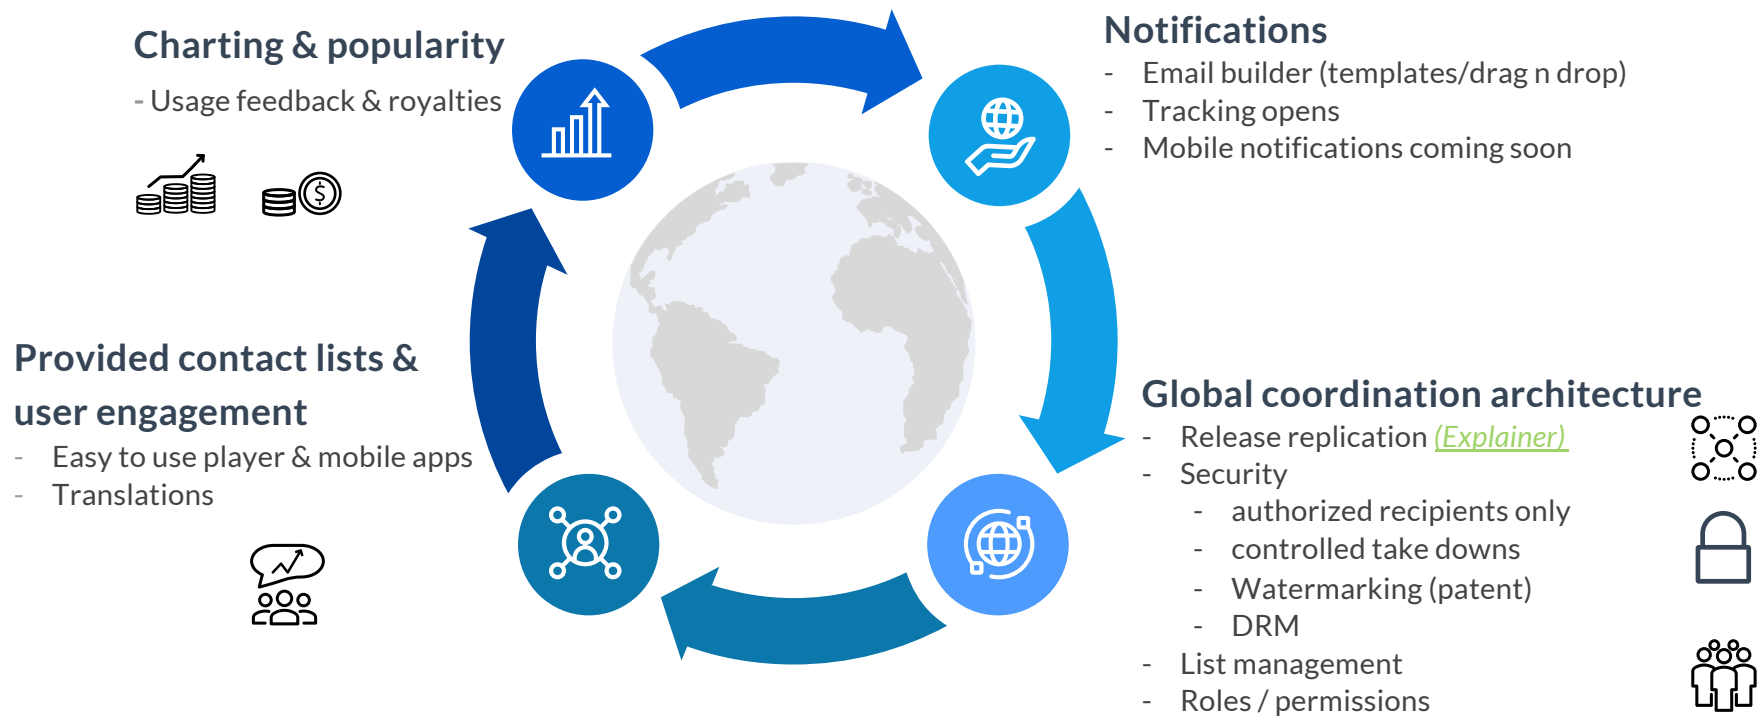 Charting & popularity
- Usage feedback & royalties
$
Notifications
- Email builder (templates/drag n drop)
- Tracking opens
- Mobile notifications coming soon
Provided contact lists &
user engagement
- Easy to use player & mobile apps
- Translations
Global coordination architecture
- Release replication (Explainer)
- Security
- authorized recipients only
- controlled take downs
- Watermarking (patent)
- DRM
- List management
- Roles / permissions